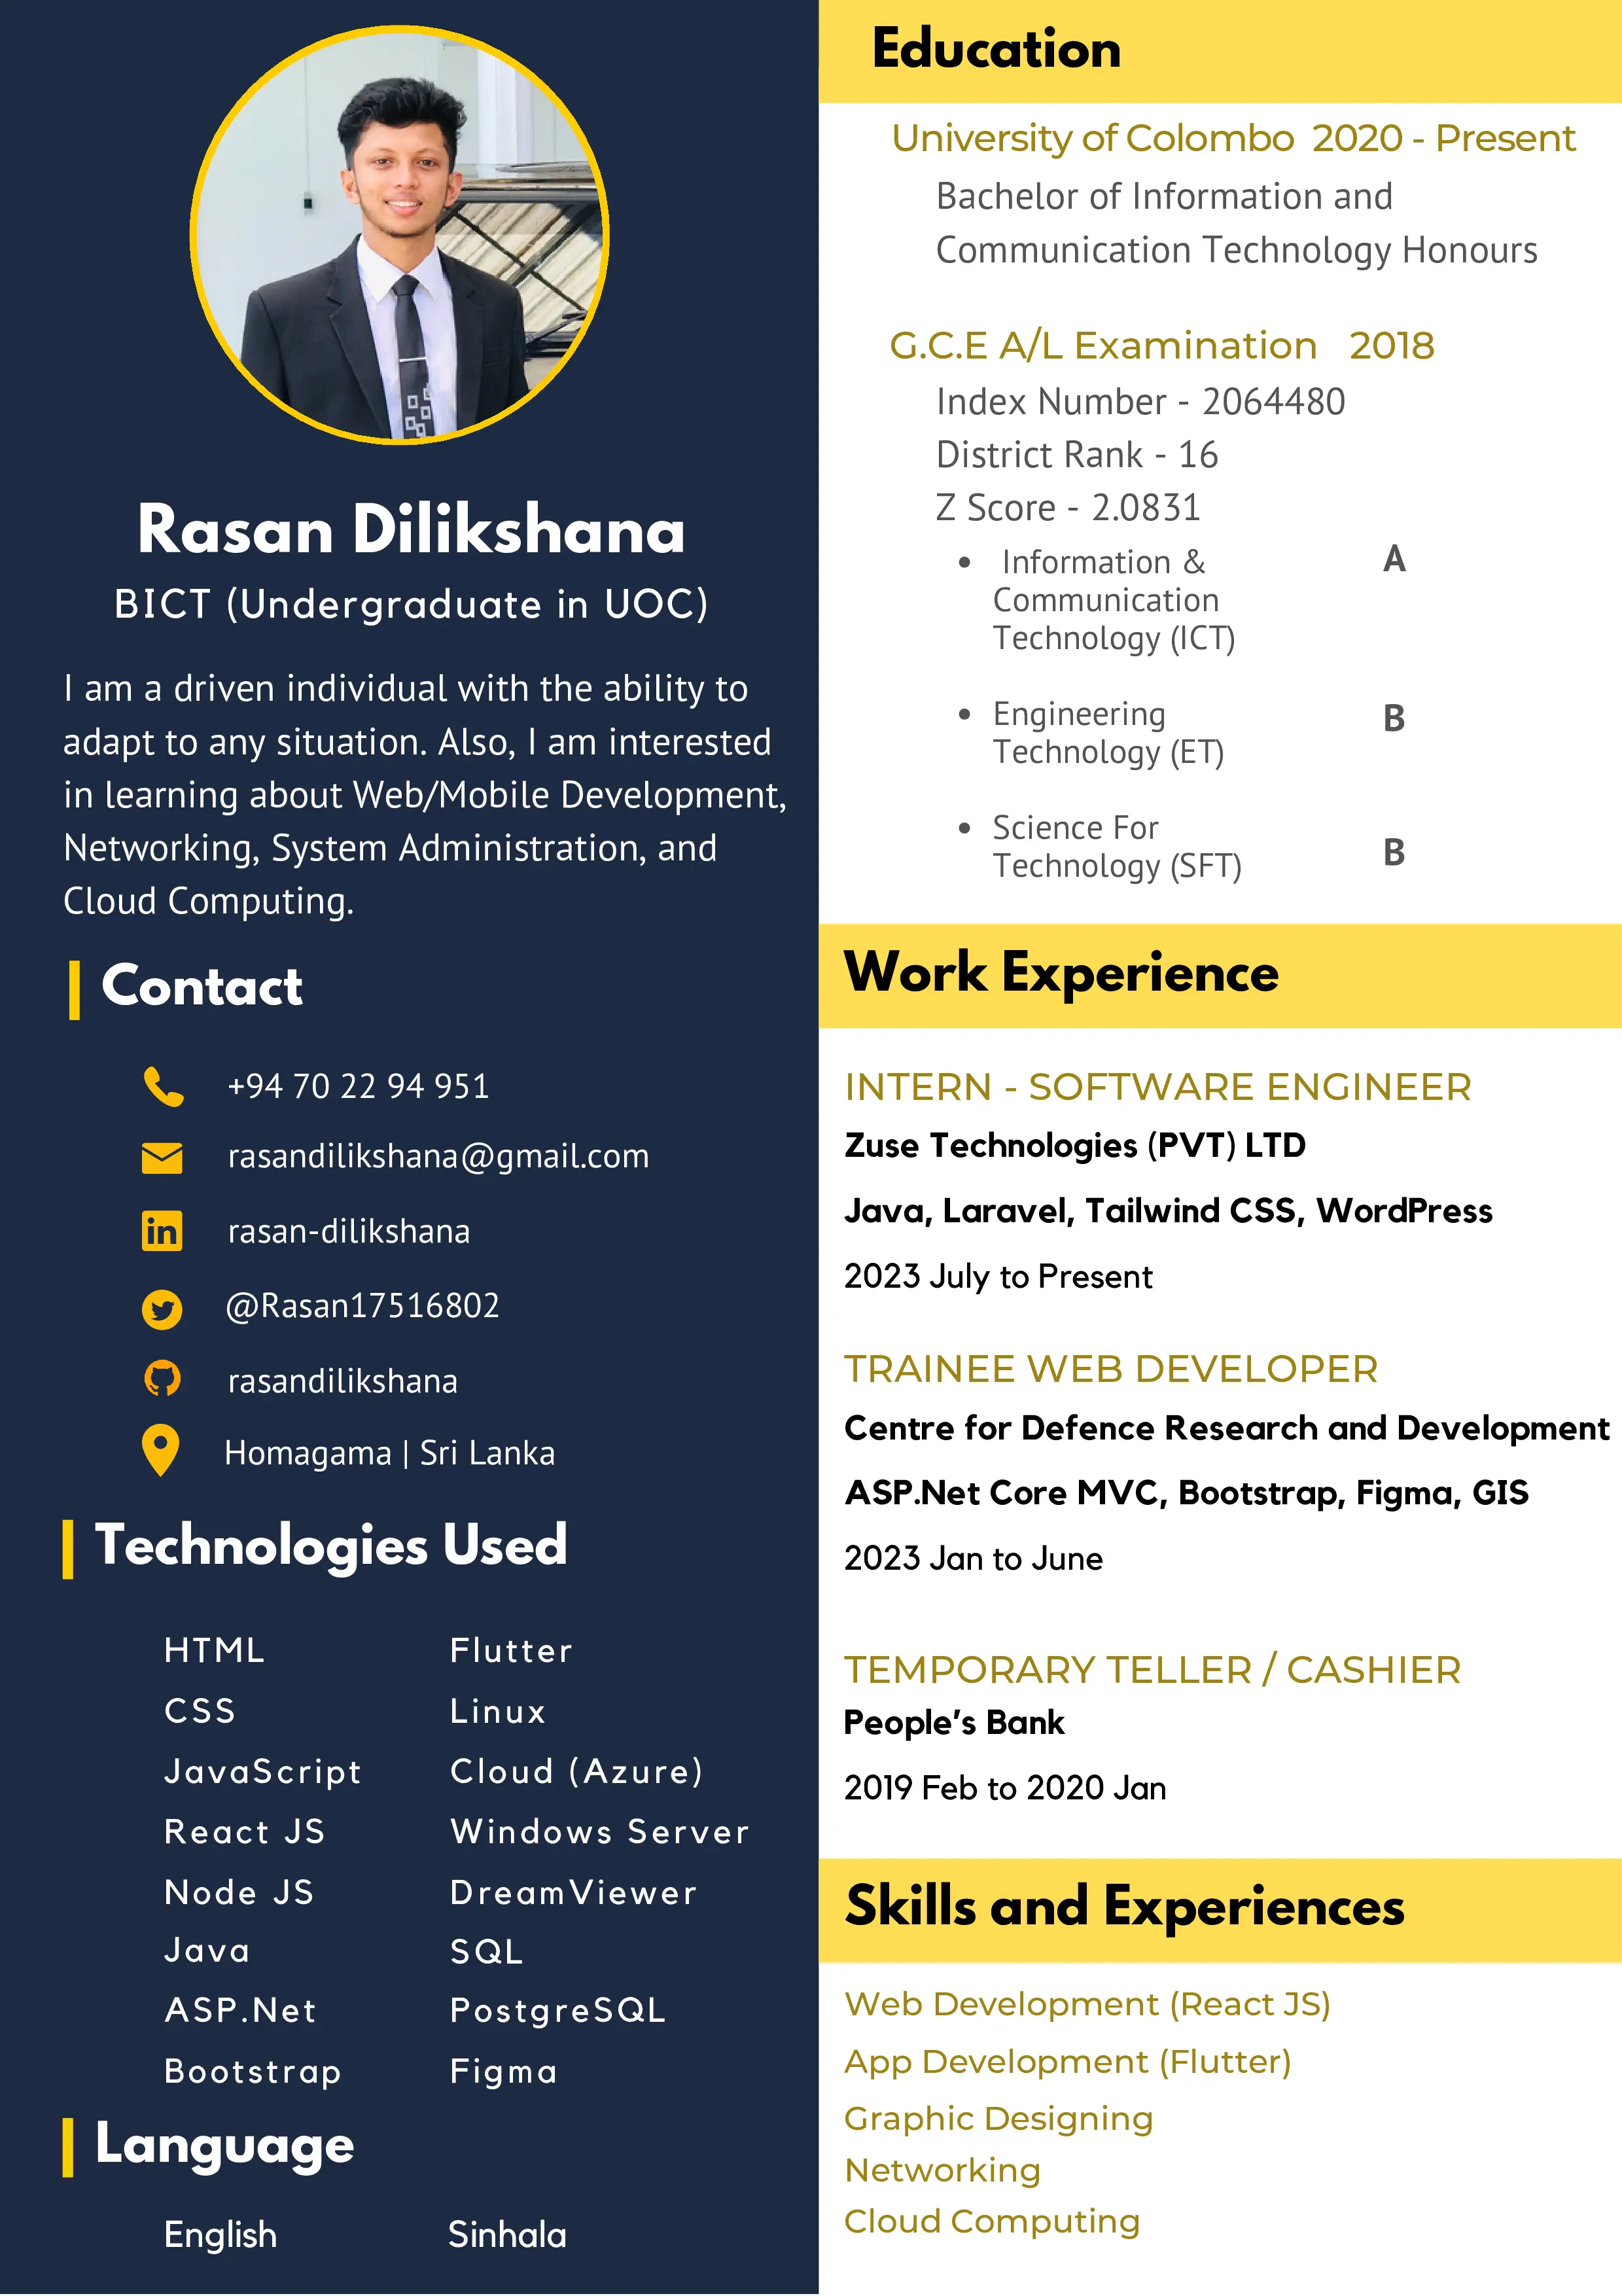 Rasan Dilikshana
BICT (Undergraduate in UOC)
I am a driven individual with the ability to
adapt to any situation. Also, I am interested
in learning about Web/Mobile Development,
Networking, System Administration, and
Cloud Computing.
Contact
+94 70 22 94 951
rasandilikshana@gmail.com
rasan-dilikshana
@Rasan17516802
rasandilikshana
Homagama | Sri Lanka
Technologies Used
HTML Flutter
CSS Linux
JavaScript Cloud (Azure)
React JS Windows Server
Node JS DreamViewer
Java SQL
ASP.Net PostgreSQL
Bootstrap Figma
Language
English Sinhala
Education
University of Colombo 2020 - Present
Bachelor of Information and
Communication Technology Honours
G.C.E A/L Examination 2018
Index Number - 2064480
District Rank - 16
Z Score - 2.0831
• Information & A
Communication
Technology (ICT)
• Engineering B
Technology (ET)
• Science For
Technology (SFT) B
Work Experience
INTERN - SOFTWARE ENGINEER
Zuse Technologies (PVT) LTD
Java, Laravel, Tailwind CSS, WordPress
2023 July to Present
TRAINEE WEB DEVELOPER
Centre for Defence Research and Development
ASP.Net Core MVC, Bootstrap, Figma, GIS
2023 Jan to June
TEMPORARY TELLER / CASHIER
People's Bank
2019 Feb to 2020 Jan
Skills and Experiences
Web Development (React JS)
App Development (Flutter)
Graphic Designing
Networking
Cloud Computing